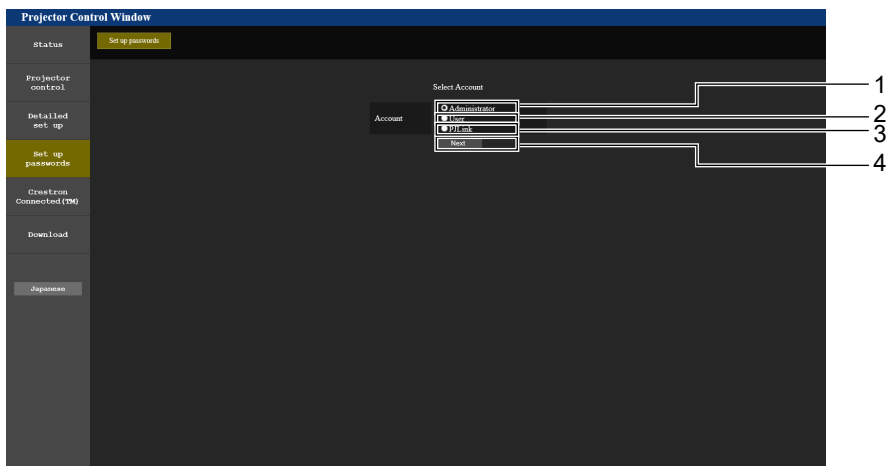 Projector Control Window
Status
Set up passwords
Projector
control
Select Account
1
Administrator
Account
User
2
PJLink
3
Next
4
Detailed
set up
Set up
passwords
Crestron
Connected(TM)
Download
Japanese